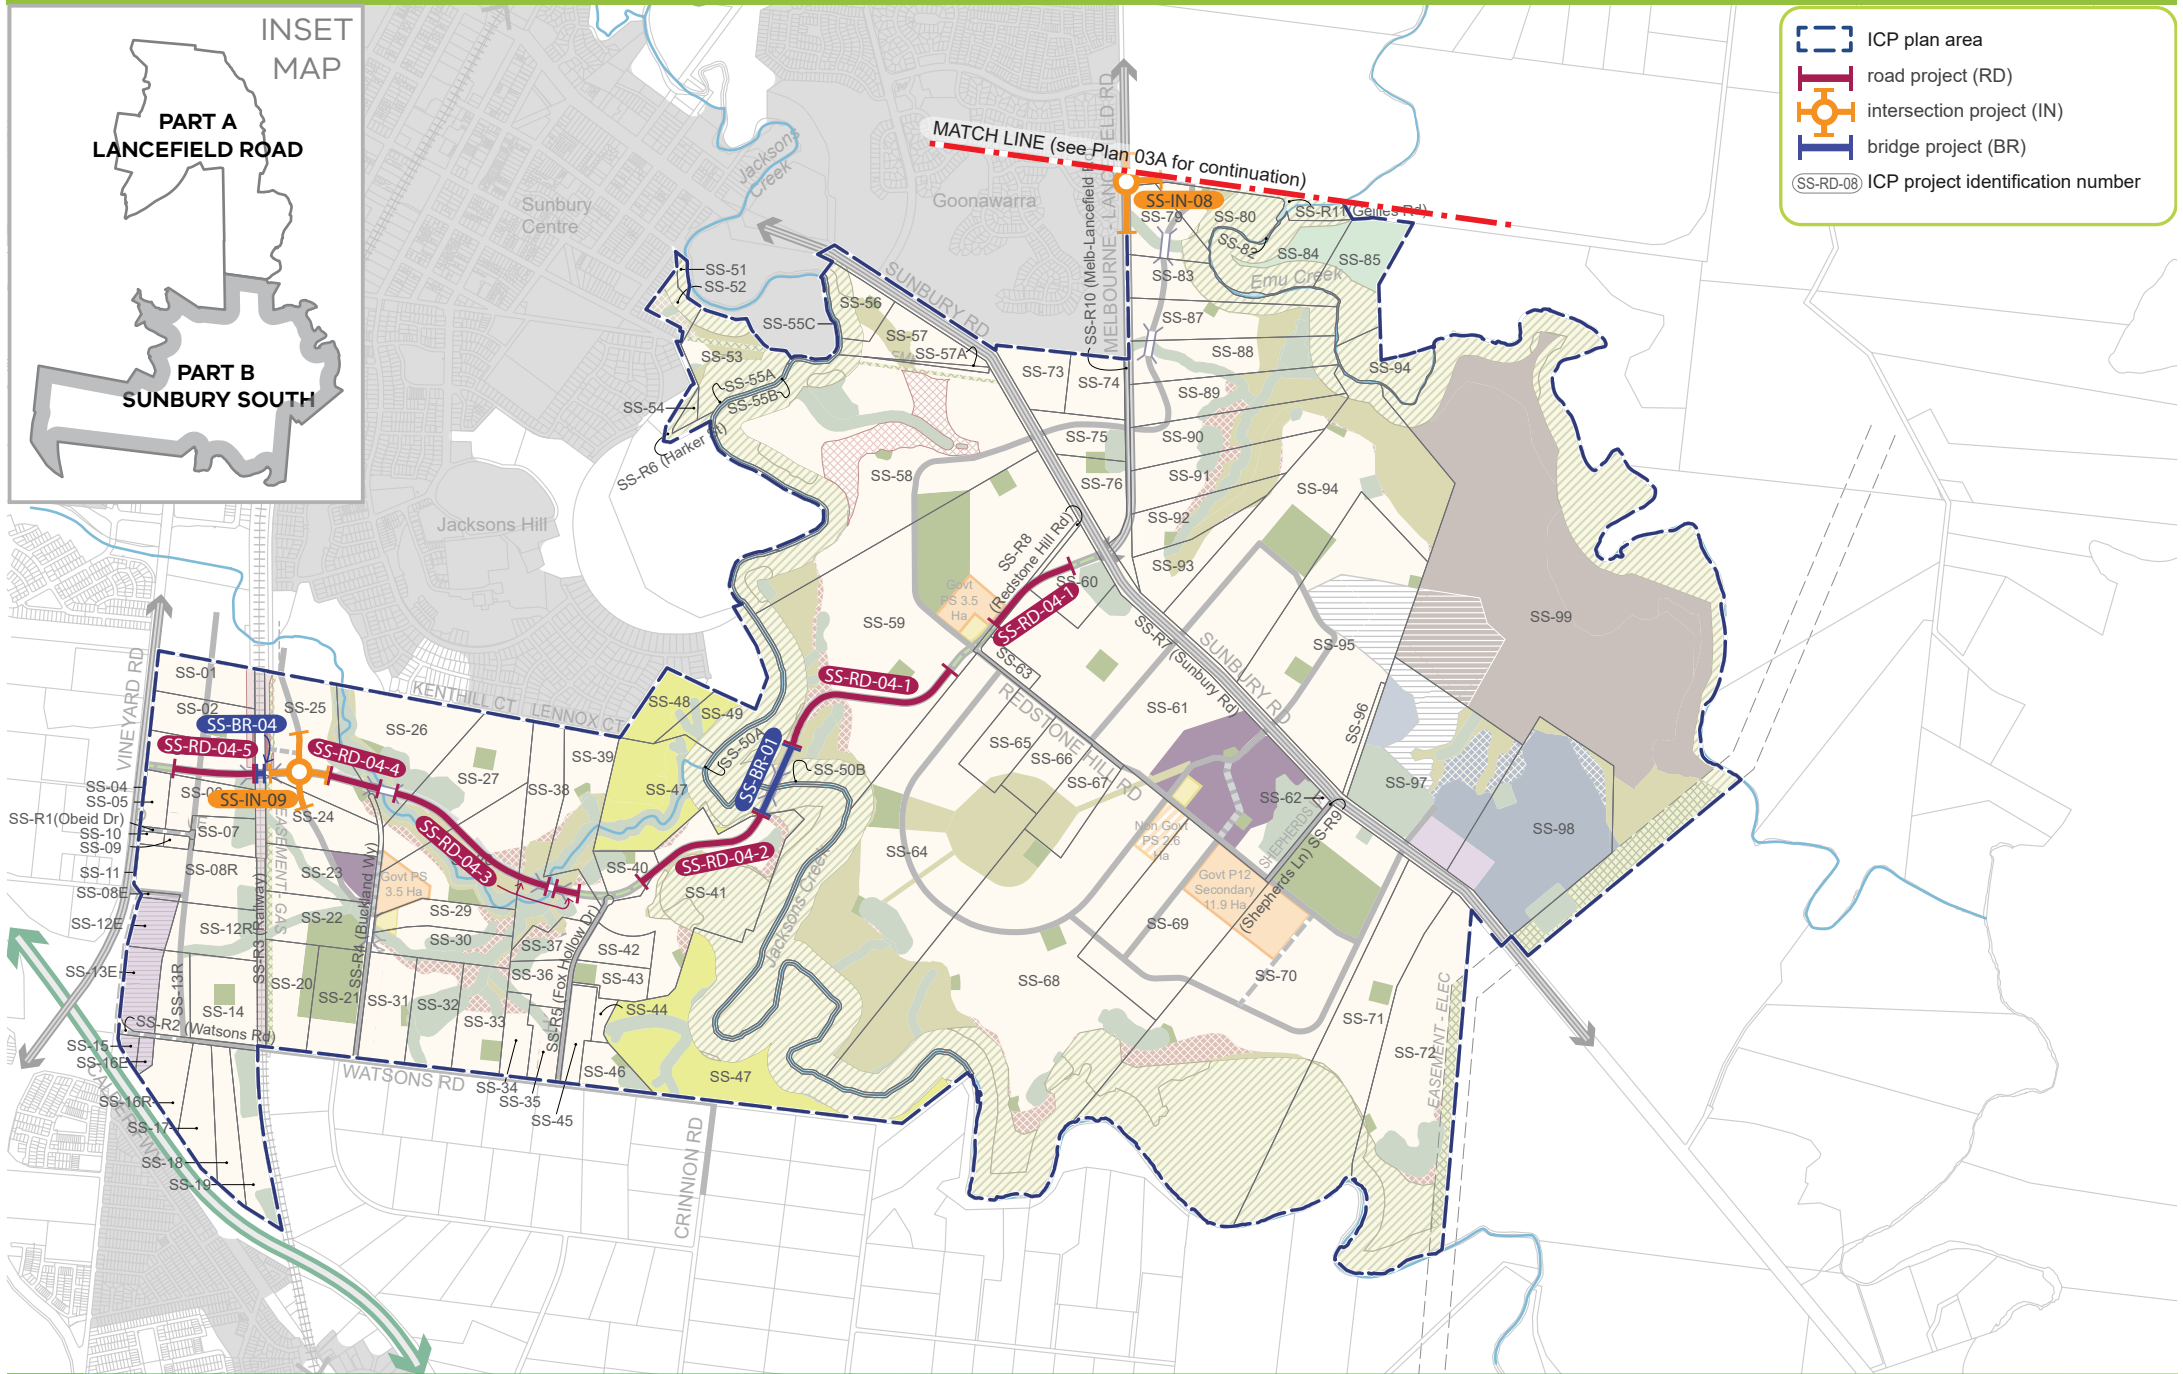 INSET
MAP
PART A
LANCEFIELD ROAD
PART B
SUNBURY SOUTH
ICP plan area
road project (RD)
intersection project (IN)
bridge project (BR)
SS-RD-08
ICP project identification number
MATCH LINE (see Plan 03A for continuation)
Jacksons
Creek
Sunbury
Centre
Goonawarra
Jacksons Hill
MELBOURNE - LANCEFIELD RD
SS-R10 (Melb-Lancefield
SS-IN-08
SS-79
SS-80
SS-R11(Gellies Rd)
SS-82
SS-84
SS-85
SS-83
Emu Creek
SS-87
SS-88
SS-89
SS-90
SS-91
SS-92
SS-93
SS-94
SS-94
SS-51
SS-52
SS-53
SS-54
SS-55C
SS-55A
SS-55B
SS-56
SS-57
SS-57A
SUNBURY RD
SS-R6 (Harker St)
SS-73
SS-74
SS-75
SS-76
SS-58
SS-59
SS-R8
(Redstone Hill Rd)
SS-60
Govt
PS 3.5
Ha
SS-RD-04-1
SS-RD-04-1
SS-63
SS-61
SS-R7 (Sunbury Rd)
SUNBURY RD
SS-95
SS-96
SS-99
SS-97
SS-98
REDSTONE HILL RD
SS-65
SS-66
SS-67
SS-64
SS-62
SHEPHERDS
(Shepherds Ln) SS-R9
Non Govt
PS 2.6
Ha
Govt P12
Secondary
11.9 Ha
SS-69
SS-70
SS-68
SS-71
SS-72
EASEMENT - ELEC
VINEYARD RD
SS-01
SS-02
SS-BR-04
SS-RD-04-5
SS-25
KENTHILL CT
LENNOX CT
SS-26
SS-RD-04-4
SS-27
SS-38
SS-39
SS-48
SS-49
SS-50A
SS-50B
SS-BR-01
SS-47
SS-04
SS-05
SS-R1(Obeid Dr)
SS-10
SS-09
SS-11
SS-08E
SS-12E
SS-13E
SS-IN-09
SS-07
SS-24
SS-08R
SS-23
SS-22
SS-12R
SS-13R
SS-14
SS-R3 (Railway)
EASEMENT- GAS
SS-20
SS-21
SS-R4 (Buckland Wy)
Govt PS
3.5 Ha
SS-RD-04-3
SS-RD-04-2
SS-40
SS-41
SS-29
SS-30
SS-31
SS-32
SS-33
SS-36
SS-37
SS-R5 (Fox Hollow Dr)
SS-42
SS-43
SS-44
SS-46
SS-47
Jacksons Creek
SS-R2 (Watsons Rd)
SS-15
SS-16E
SS-16R
SS-17
SS-18
SS-19
WATSONS RD
SS-34
SS-35
SS-45
CRINNION RD